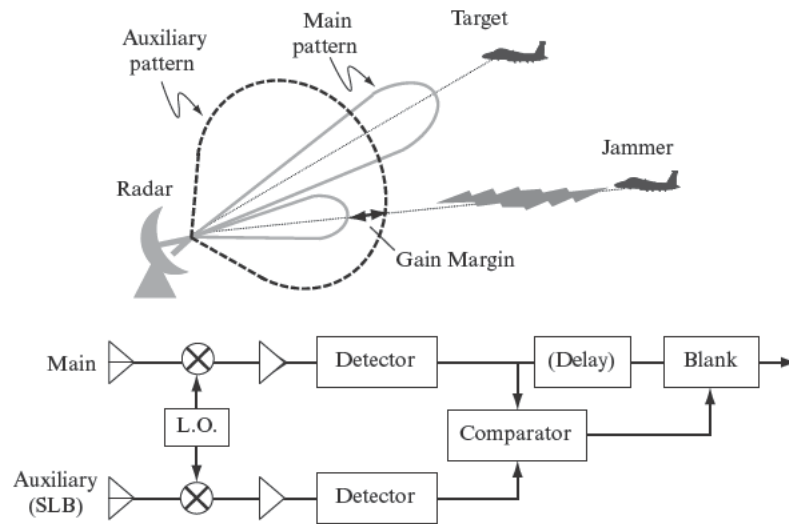 Target
Main
pattern
Auxiliary
pattern
Jammer
Radar
Gain Margin
Main
Detector
(Delay)
Blank
L.O.
Comparator
Auxiliary
(SLB)
Detector